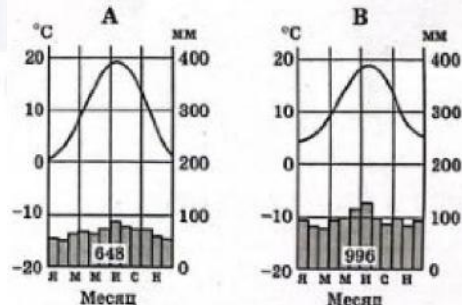 А
В
°C мм
°C мм
20 400
20 400
10 300
10 300
0 200
0 200
–10 100
–10 100
–20 0
–20 0
648
996
Я М М И С Н
Я М М И С Н
Месяц
Месяц